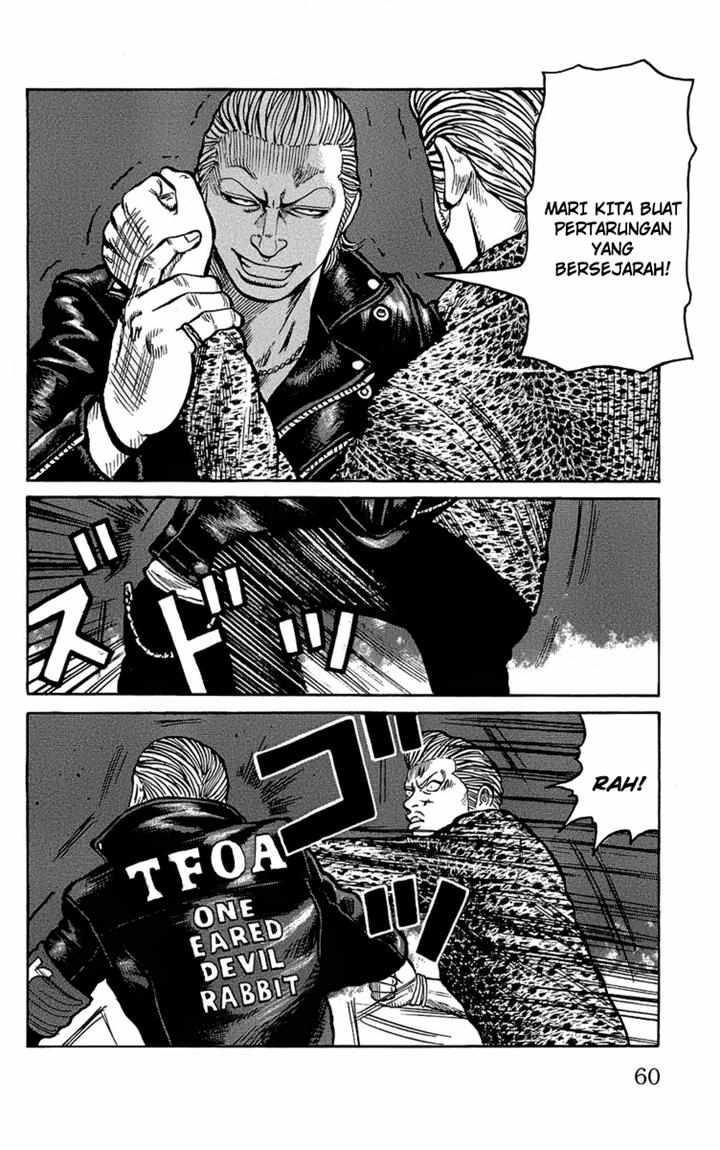 MARI KITA BUAT
PERTARUNGAN
YANG
BERSEJARAH!
ズドッ
RAH!
ゴッ
TFOA
ONE
EARED
DEVIL
RABBIT
60